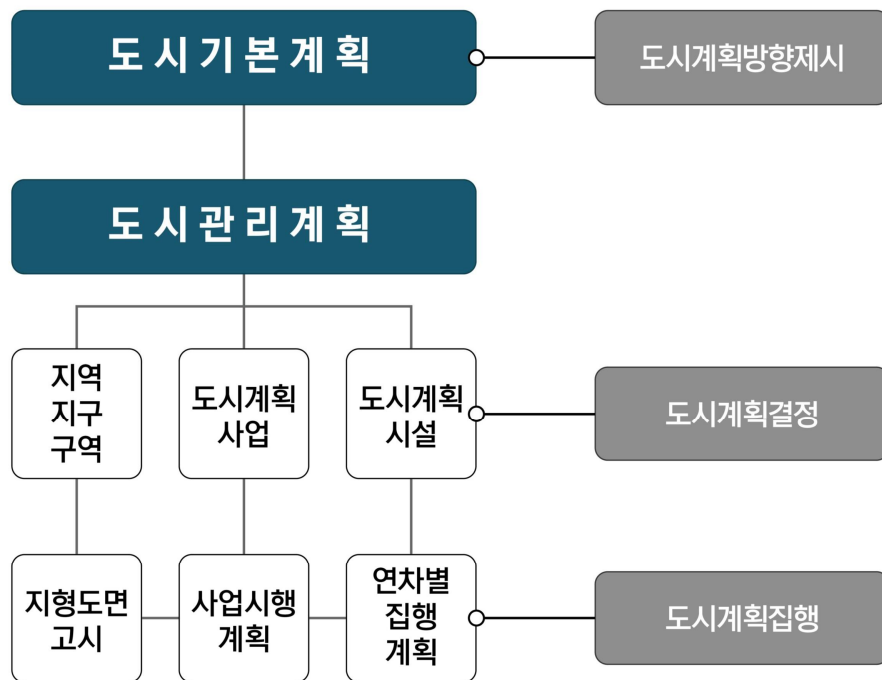 도시기본계획
도시계획방향제시
도시관리계획
지역
지구
구역
도시계획
사업
도시계획
시설
도시계획결정
지형도면
고시
사업시행
계획
연차별
집행
계획
도시계획집행